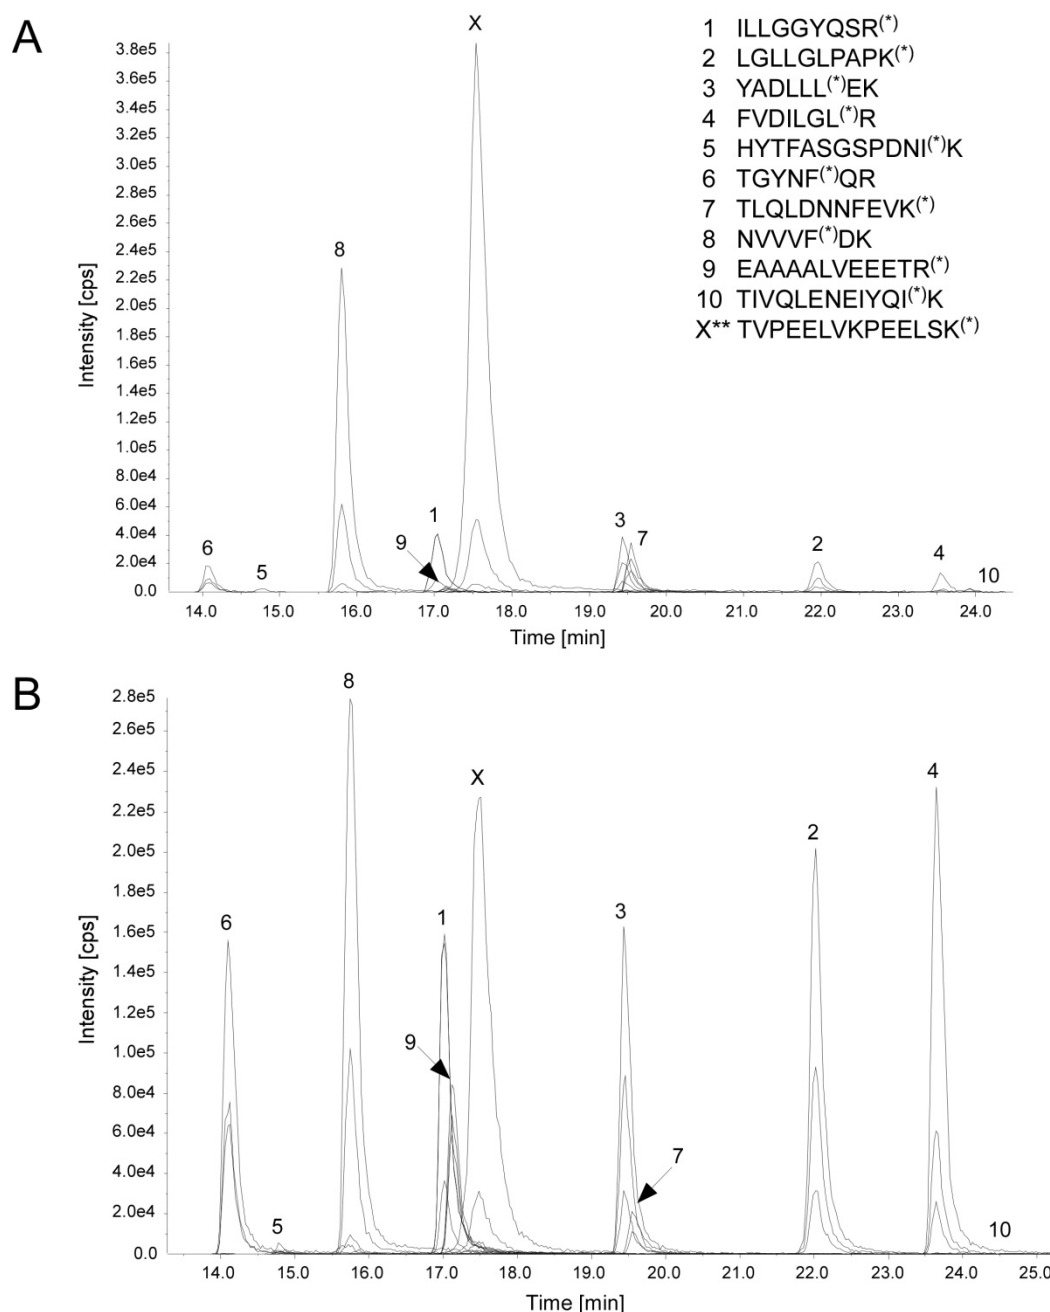 A
X
1 ILLGGYQSR(*)
2 LGLLGLPAPK(*)
3 YADLLL(*)EK
4 FVDILGL(*)R
5 HYTFASGSPDNI(*)K
6 TGYNF(*)QR
7 TLQLDNNFEVK(*)
8 NVVVF(*)DK
9 EAAAALVEEETR(*)
10 TIVQLENEIYQI(*)K
X** TVPEELVKPEELSK(*)
Intensity [cps]
3.8e5
3.6e5
3.4e5
3.2e5
3.0e5
2.8e5
2.6e5
2.4e5
2.2e5
2.0e5
1.8e5
1.6e5
1.4e5
1.2e5
1.0e5
8.0e4
6.0e4
4.0e4
2.0e4
0.0
6 5 8 9 1 3 7 2 4 10
14.0 15.0 16.0 17.0 18.0 19.0 20.0 21.0 22.0 23.0 24.0
Time [min]
B
Intensity [cps]
2.8e5
2.6e5
2.4e5
2.2e5
2.0e5
1.8e5
1.6e5
1.4e5
1.2e5
1.0e5
8.0e4
6.0e4
4.0e4
2.0e4
0.0
6 5 8 9 1 X 3 7 2 4 10
14.0 15.0 16.0 17.0 18.0 19.0 20.0 21.0 22.0 23.0 24.0 25.0
Time [min]